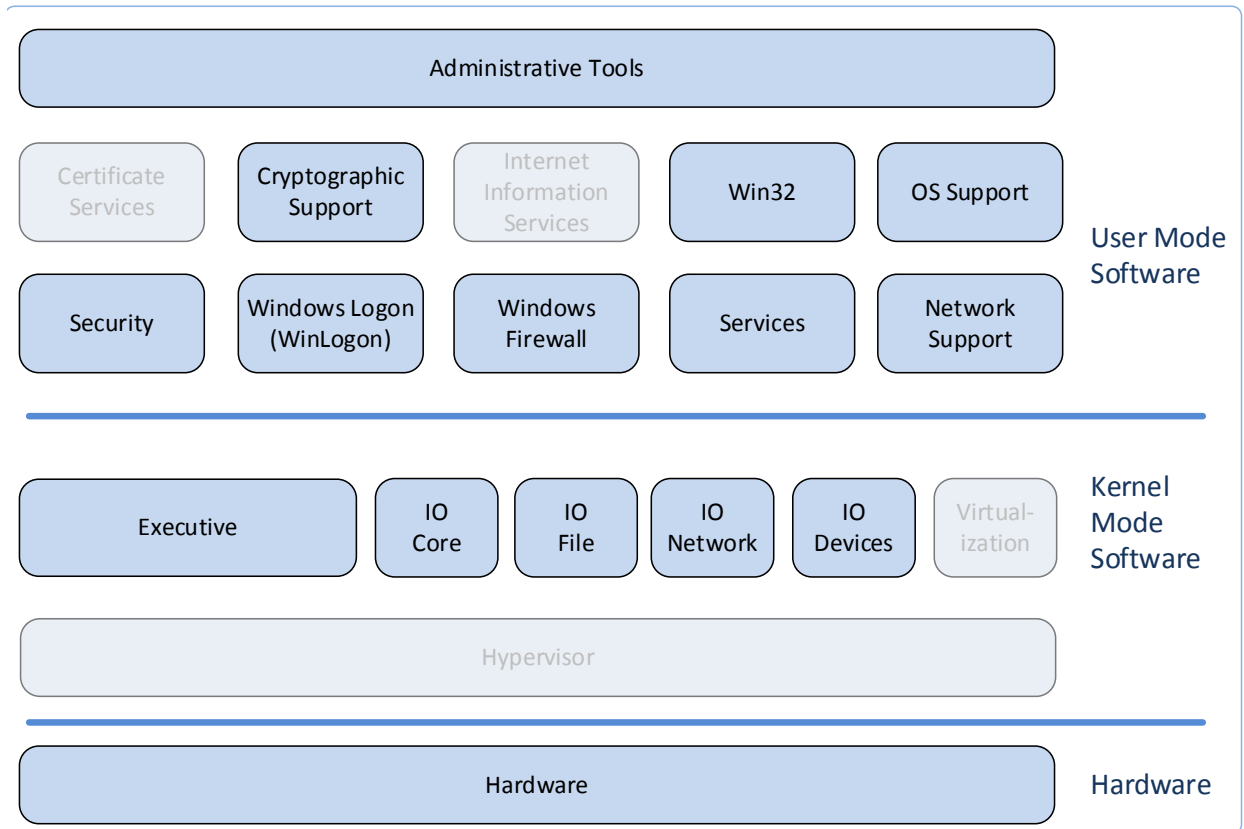 Administrative Tools
Certificate
Services
Cryptographic
Support
Internet
Information
Services
Win32
OS Support
User Mode
Software
Security
Windows Logon
(WinLogon)
Windows
Firewall
Services
Network
Support
Executive
IO
Core
IO
File
IO
Network
IO
Devices
Virtual-
ization
Kernel
Mode
Software
Hypervisor
Hardware
Hardware